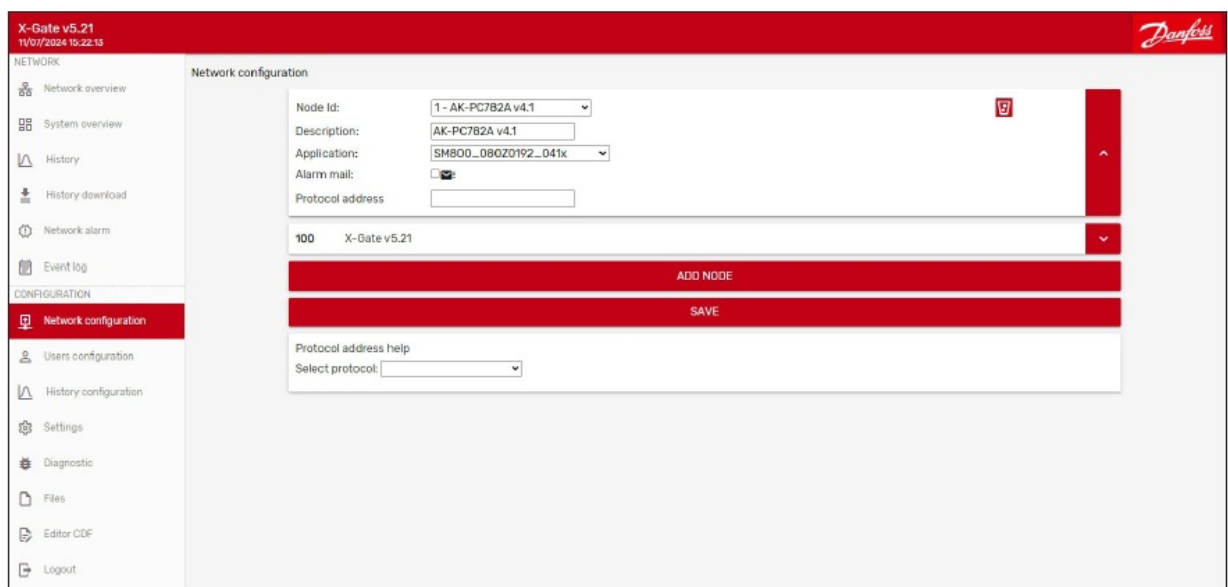 X-Gate v5.21
11/07/2024 15:22:13
Danfoss
NETWORK
Network overview
System overview
History
History download
Network alarm
Event log
CONFIGURATION
Network configuration
Users configuration
History configuration
Settings
Diagnostic
Files
Editor CDF
Logout
Network configuration
Node Id: 1 - AK-PC782A v4.1
Description: AK-PC782A v4.1
Application: SM800_080Z0192_041x
Alarm mail:
Protocol address
100 X-Gate v5.21
ADD NODE
SAVE
Protocol address help
Select protocol: